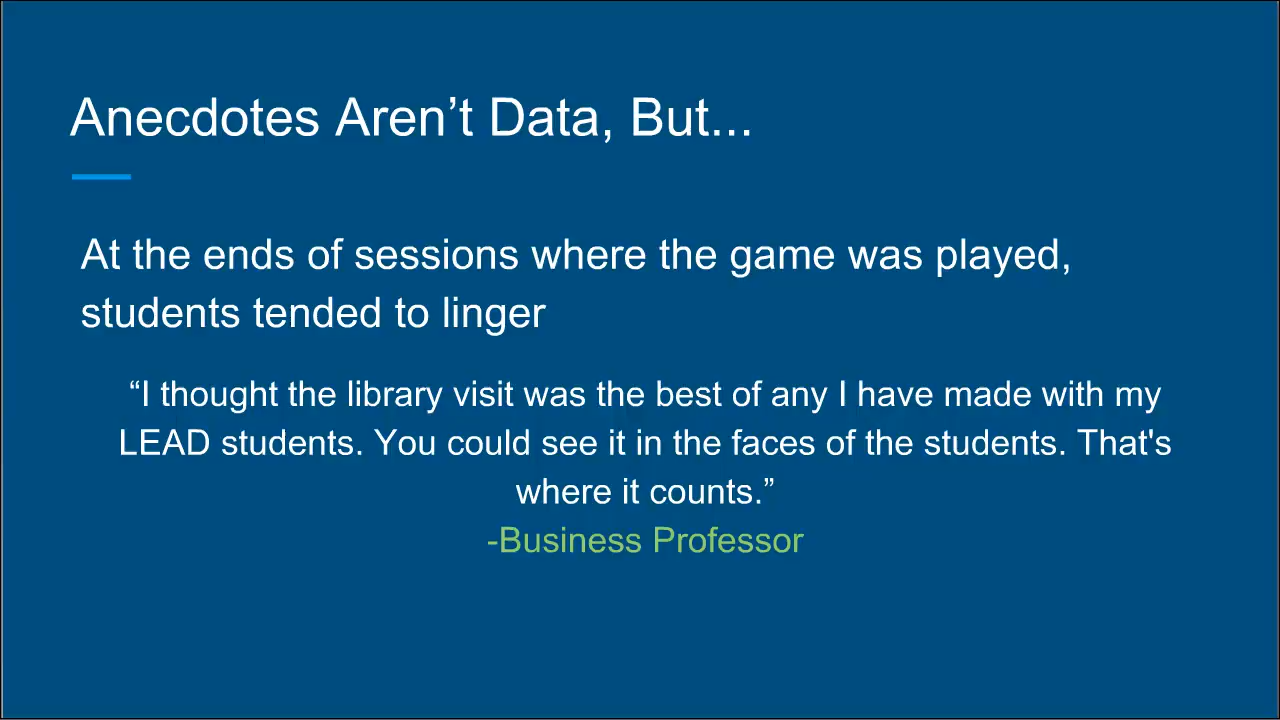 Anecdotes Aren’t Data, But...
At the ends of sessions where the game was played,
students tended to linger
“I thought the library visit was the best of any I have made with my
LEAD students. You could see it in the faces of the students. That's
where it counts.”
-Business Professor